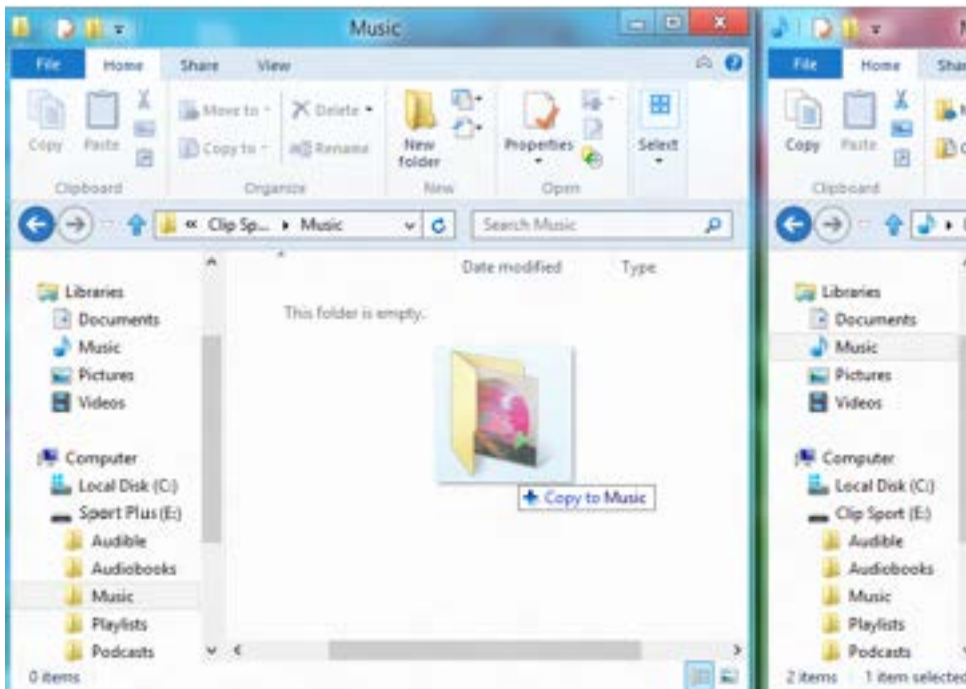 Music
File Home Share View
Copy Paste
Move to
Copy to
Delete
Rename
New folder
Properties
Select
Clipboard Organize New Open
« Clip Sp... Music
Search Music
Date modified Type
This folder is empty.
Copy to Music
Libraries
Documents
Music
Pictures
Videos
Computer
Local Disk (C:)
Sport Plus (E:)
Audible
Audiobooks
Music
Playlists
Podcasts
0 items
File Home Shar
Copy Paste
Clipboard
Libraries
Documents
Music
Pictures
Videos
Computer
Local Disk (C:)
Clip Sport (E:)
Audible
Audiobooks
Music
Playlists
Podcasts
2 items 1 item selected